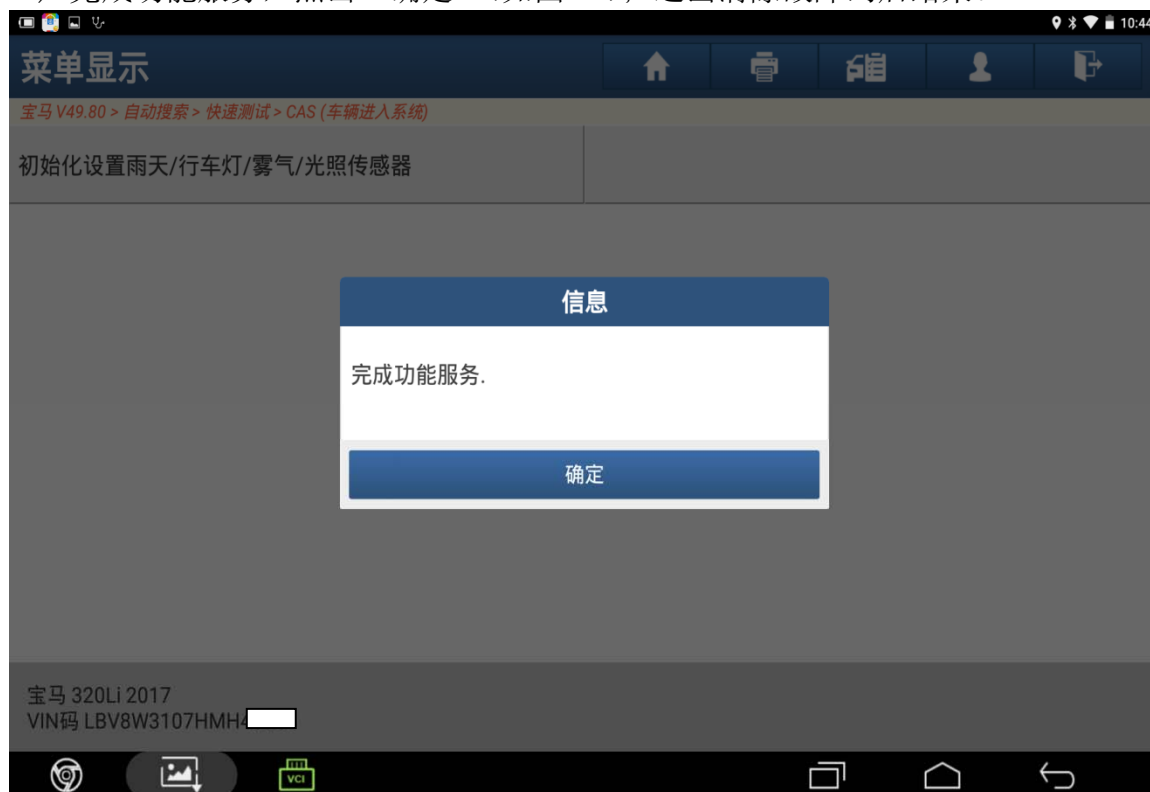 10:44
菜单显示
宝马 V49.80 > 自动搜索 > 快速测试 > CAS (车辆进入系统)
初始化设置雨天/行车灯/雾气/光照传感器
信息
完成功能服务.
确定
宝马 320Li 2017
VIN码 LBV8W3107HMH4
VCI